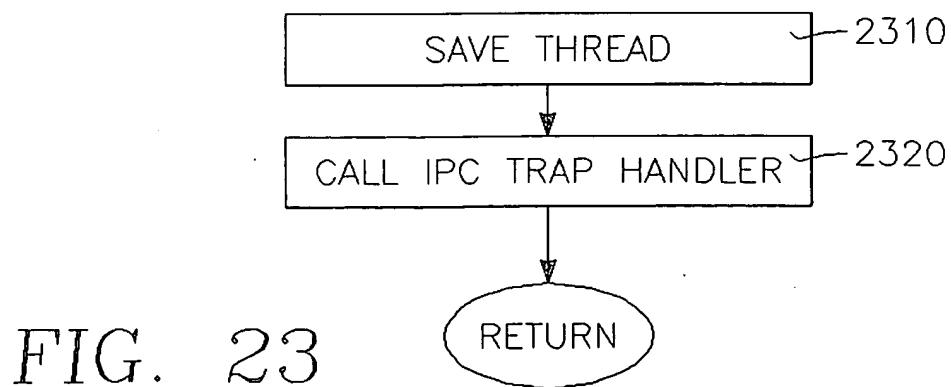 SAVE THREAD 2310
CALL IPC TRAP HANDLER 2320
RETURN
FIG. 23